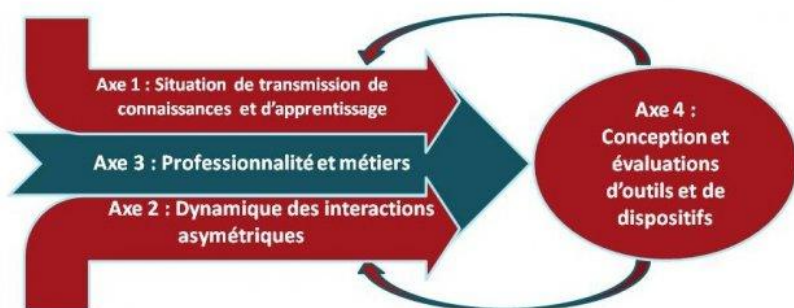 Axe 1 : Situation de transmission de
connaissances et d'apprentissage
Axe 3 : Professionnalité et métiers
Axe 2 : Dynamique des interactions
asymétriques
Axe 4 :
Conception et
évaluations
d'outils et de
dispositifs